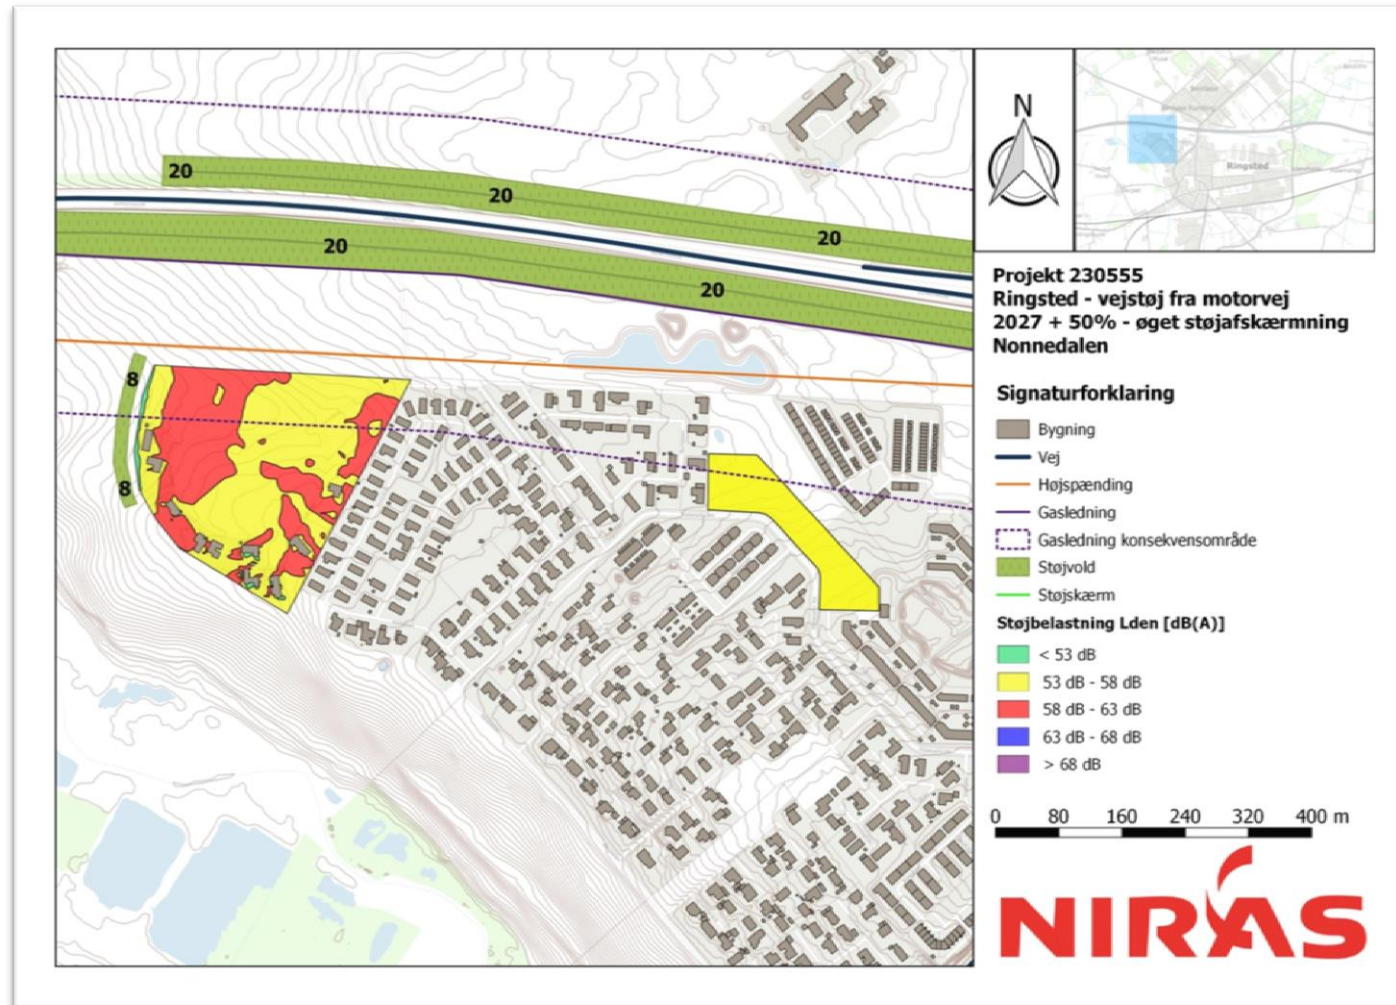 20
20
20
20
20
8
8
N
Ringsted
Projekt 230555
Ringsted - vejstøj fra motorvej
2027 + 50% - øget støjafskærmning
Nonnedalen
Signaturforklaring
Bygning
Vej
Højspænding
Gasledning
Gasledning konsekvensområde
Støjvold
Støjskærm
Støjbelastning Lden [dB(A)]
< 53 dB
53 dB - 58 dB
58 dB - 63 dB
63 dB - 68 dB
> 68 dB
0 80 160 240 320 400 m
NIRAS